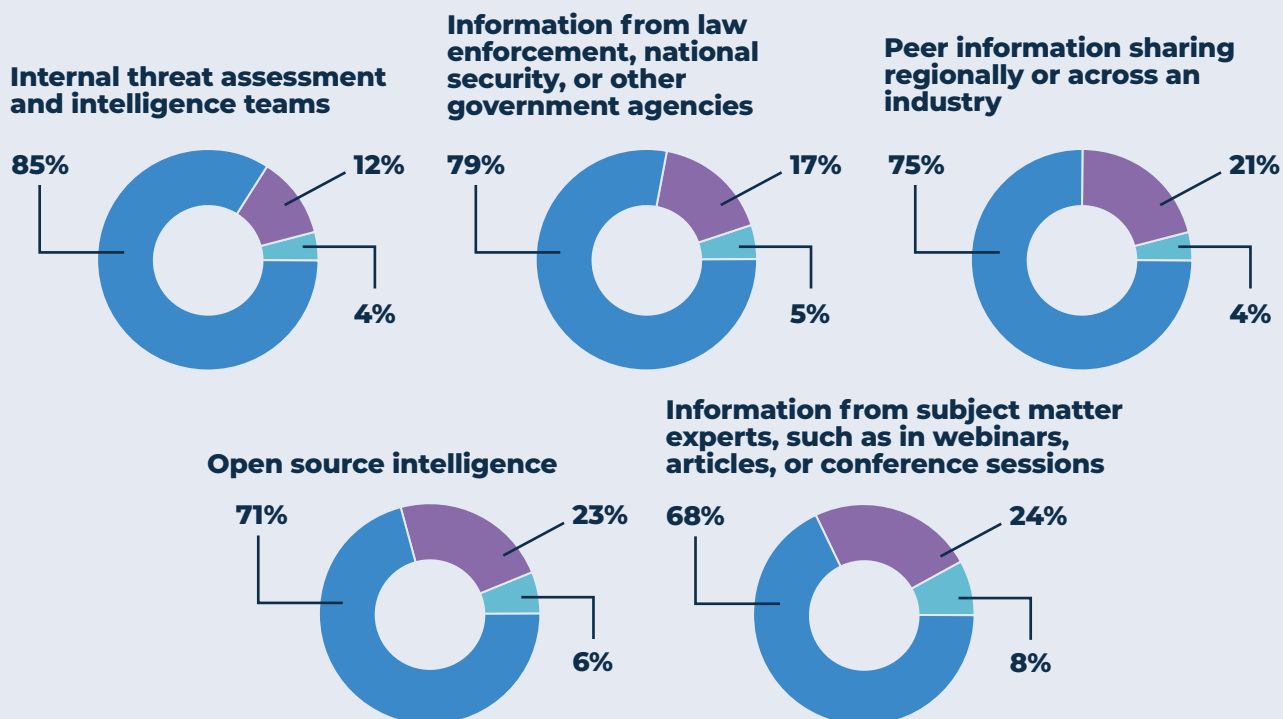 Internal threat assessment
and intelligence teams
85%
12%
4%
Information from law
enforcement, national
security, or other
government agencies
79%
17%
5%
Peer information sharing
regionally or across an
industry
75%
21%
4%
Open source intelligence
71%
23%
6%
Information from subject matter
experts, such as in webinars,
articles, or conference sessions
68%
24%
8%